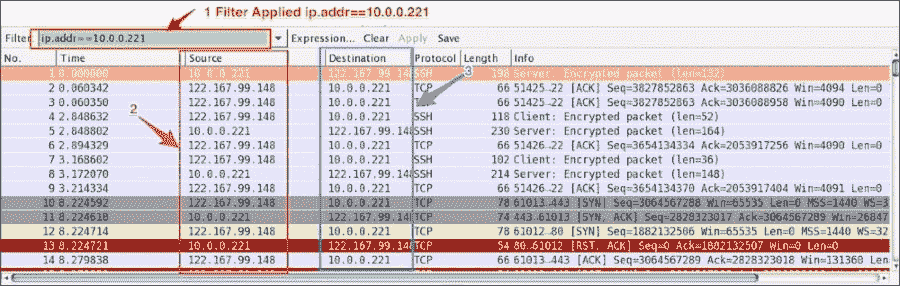 1 Filter Applied ip.addr==10.0.0.221
Filter: ip.addr==10.0.0.221 Expression... Clear Apply Save
No. Time Source Destination Protocol Length Info
1 0.000000 10.0.0.221 122.167.99.148 SSH 198 Server: Encrypted packet (len=132)
3
2 0.060342 122.167.99.148 10.0.0.221 TCP 66 51425→22 [ACK] Seq=3827852863 Ack=3036088826 Win=4094 Len=0
3 0.060350 122.167.99.148 10.0.0.221 TCP 66 51425→22 [ACK] Seq=3827852863 Ack=3036088958 Win=4090 Len=0
2
4 2.848632 122.167.99.148 10.0.0.221 SSH 118 Client: Encrypted packet (len=52)
5 2.848802 10.0.0.221 122.167.99.148 SSH 230 Server: Encrypted packet (len=164)
6 2.894329 122.167.99.148 10.0.0.221 TCP 66 51426→22 [ACK] Seq=3654134334 Ack=2053917256 Win=4090 Len=0
7 3.168602 122.167.99.148 10.0.0.221 SSH 102 Client: Encrypted packet (len=36)
8 3.172070 10.0.0.221 122.167.99.148 SSH 214 Server: Encrypted packet (len=148)
9 3.214334 122.167.99.148 10.0.0.221 TCP 66 51426→22 [ACK] Seq=3654134370 Ack=2053917404 Win=4091 Len=0
10 8.224592 122.167.99.148 10.0.0.221 TCP 78 61013→443 [SYN] Seq=3064567288 Win=65535 Len=0 MSS=1440 WS=3
11 8.224618 10.0.0.221 122.167.99.148 TCP 74 443→61013 [SYN, ACK] Seq=2828323017 Ack=3064567289 Win=26847
12 8.224714 122.167.99.148 10.0.0.221 TCP 78 61012→80 [SYN] Seq=1882132506 Win=65535 Len=0 MSS=1440 WS=32
13 8.224721 10.0.0.221 122.167.99.148 TCP 54 80→61012 [RST, ACK] Seq=0 Ack=1882132507 Win=0 Len=0
14 8.279838 122.167.99.148 10.0.0.221 TCP 66 61013→443 [ACK] Seq=3064567289 Ack=2828323018 Win=131360 Len=